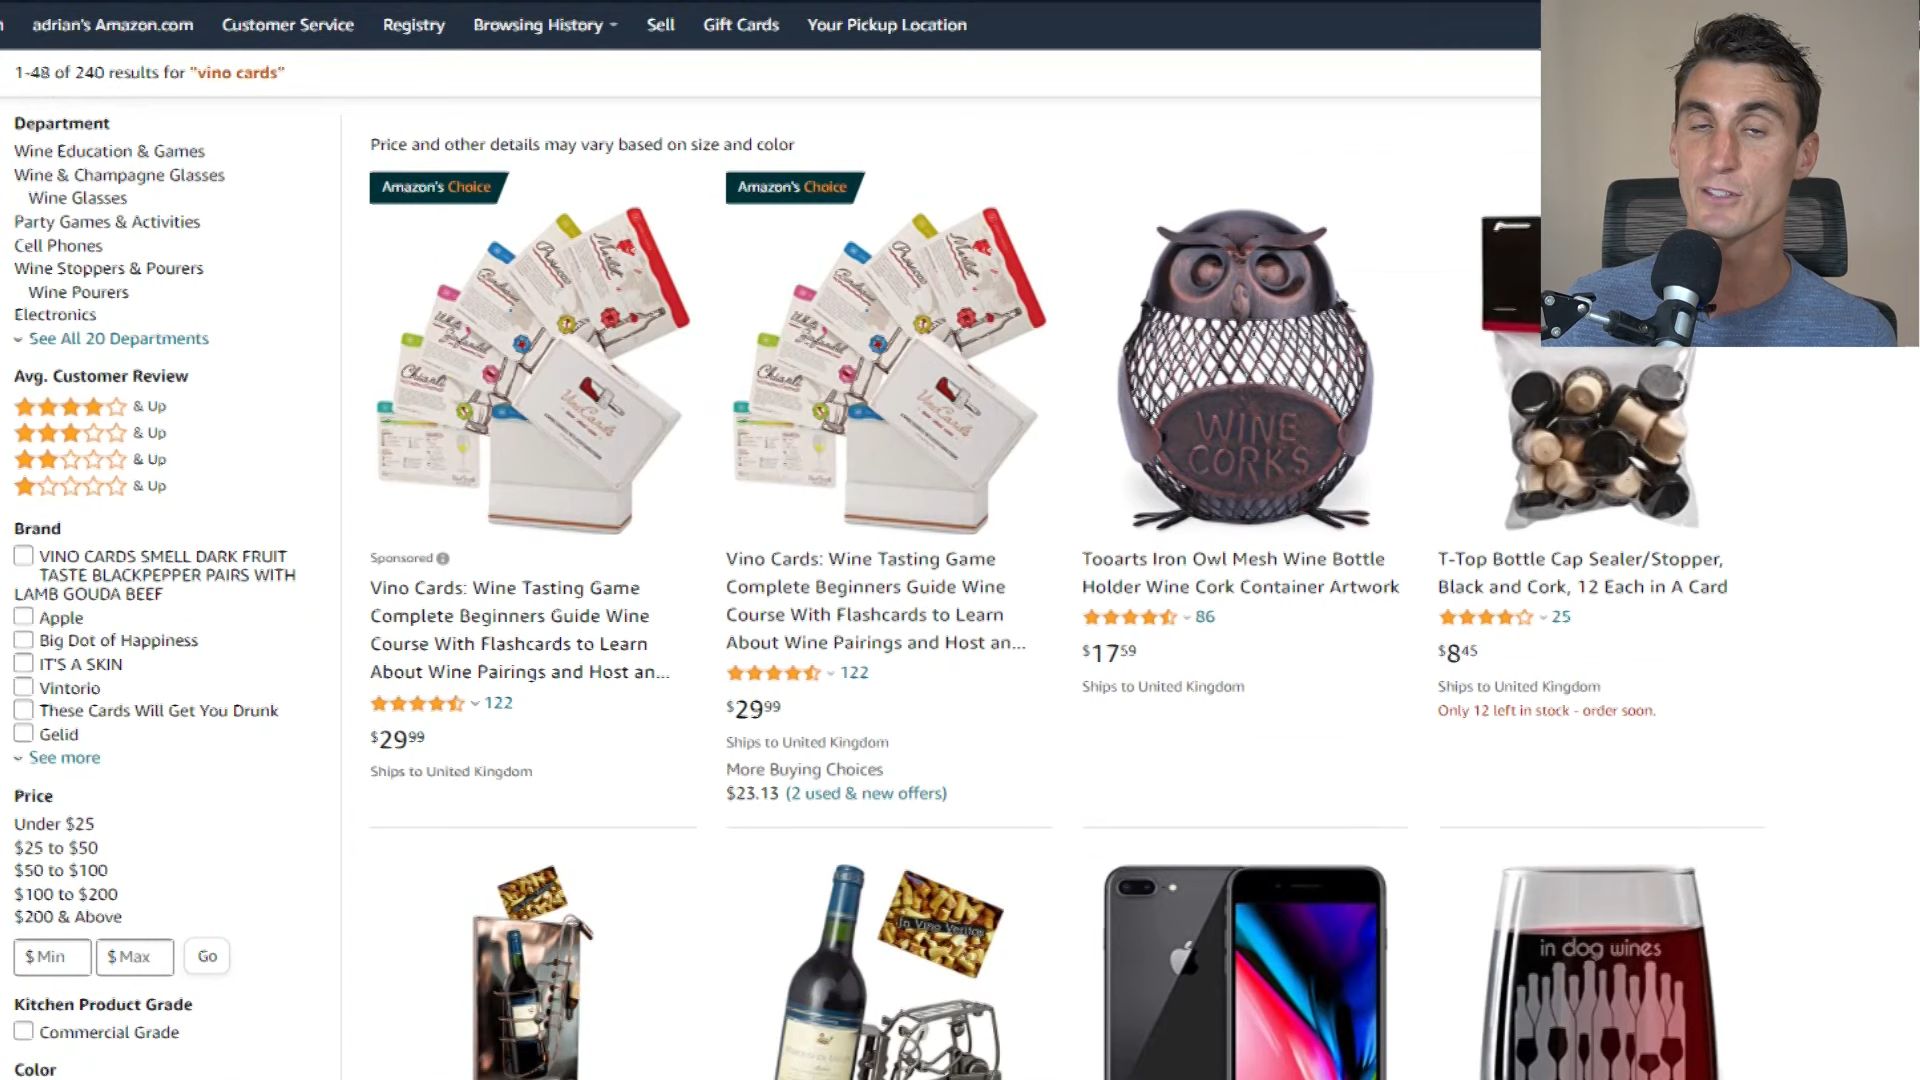 adrian's Amazon.com Customer Service Registry Browsing History Sell Gift Cards Your Pickup Location
1-48 of 240 results for "vino cards"
Department
Wine Education & Games
Wine & Champagne Glasses
Wine Glasses
Party Games & Activities
Cell Phones
Wine Stoppers & Pourers
Wine Pourers
Electronics
See All 20 Departments
Avg. Customer Review
& Up
& Up
& Up
& Up
Brand
VINO CARDS SMELL DARK FRUIT
TASTE BLACKPEPPER PAIRS WITH
LAMB GOUDA BEEF
Apple
Big Dot of Happiness
IT'S A SKIN
Vintorio
These Cards Will Get You Drunk
Gelid
See more
Price
Under $25
$25 to $50
$50 to $100
$100 to $200
$200 & Above
$ Min $ Max Go
Kitchen Product Grade
Commercial Grade
Color
Price and other details may vary based on size and color
Amazon's Choice
Merlot
Prosecco
Chianti
Sponsored
Vino Cards: Wine Tasting Game
Complete Beginners Guide Wine
Course With Flashcards to Learn
About Wine Pairings and Host an...
122
$29.99
Ships to United Kingdom
Amazon's Choice
Merlot
Prosecco
Chianti
Vino Cards: Wine Tasting Game
Complete Beginners Guide Wine
Course With Flashcards to Learn
About Wine Pairings and Host an...
122
$29.99
Ships to United Kingdom
More Buying Choices
$23.13 (2 used & new offers)
WINE
CORKS
Tooarts Iron Owl Mesh Wine Bottle
Holder Wine Cork Container Artwork
86
$17.59
Ships to United Kingdom
T-Top Bottle Cap Sealer/Stopper,
Black and Cork, 12 Each in A Card
25
$8.45
Ships to United Kingdom
Only 12 left in stock - order soon.
In Vino Veritas
in dog wines